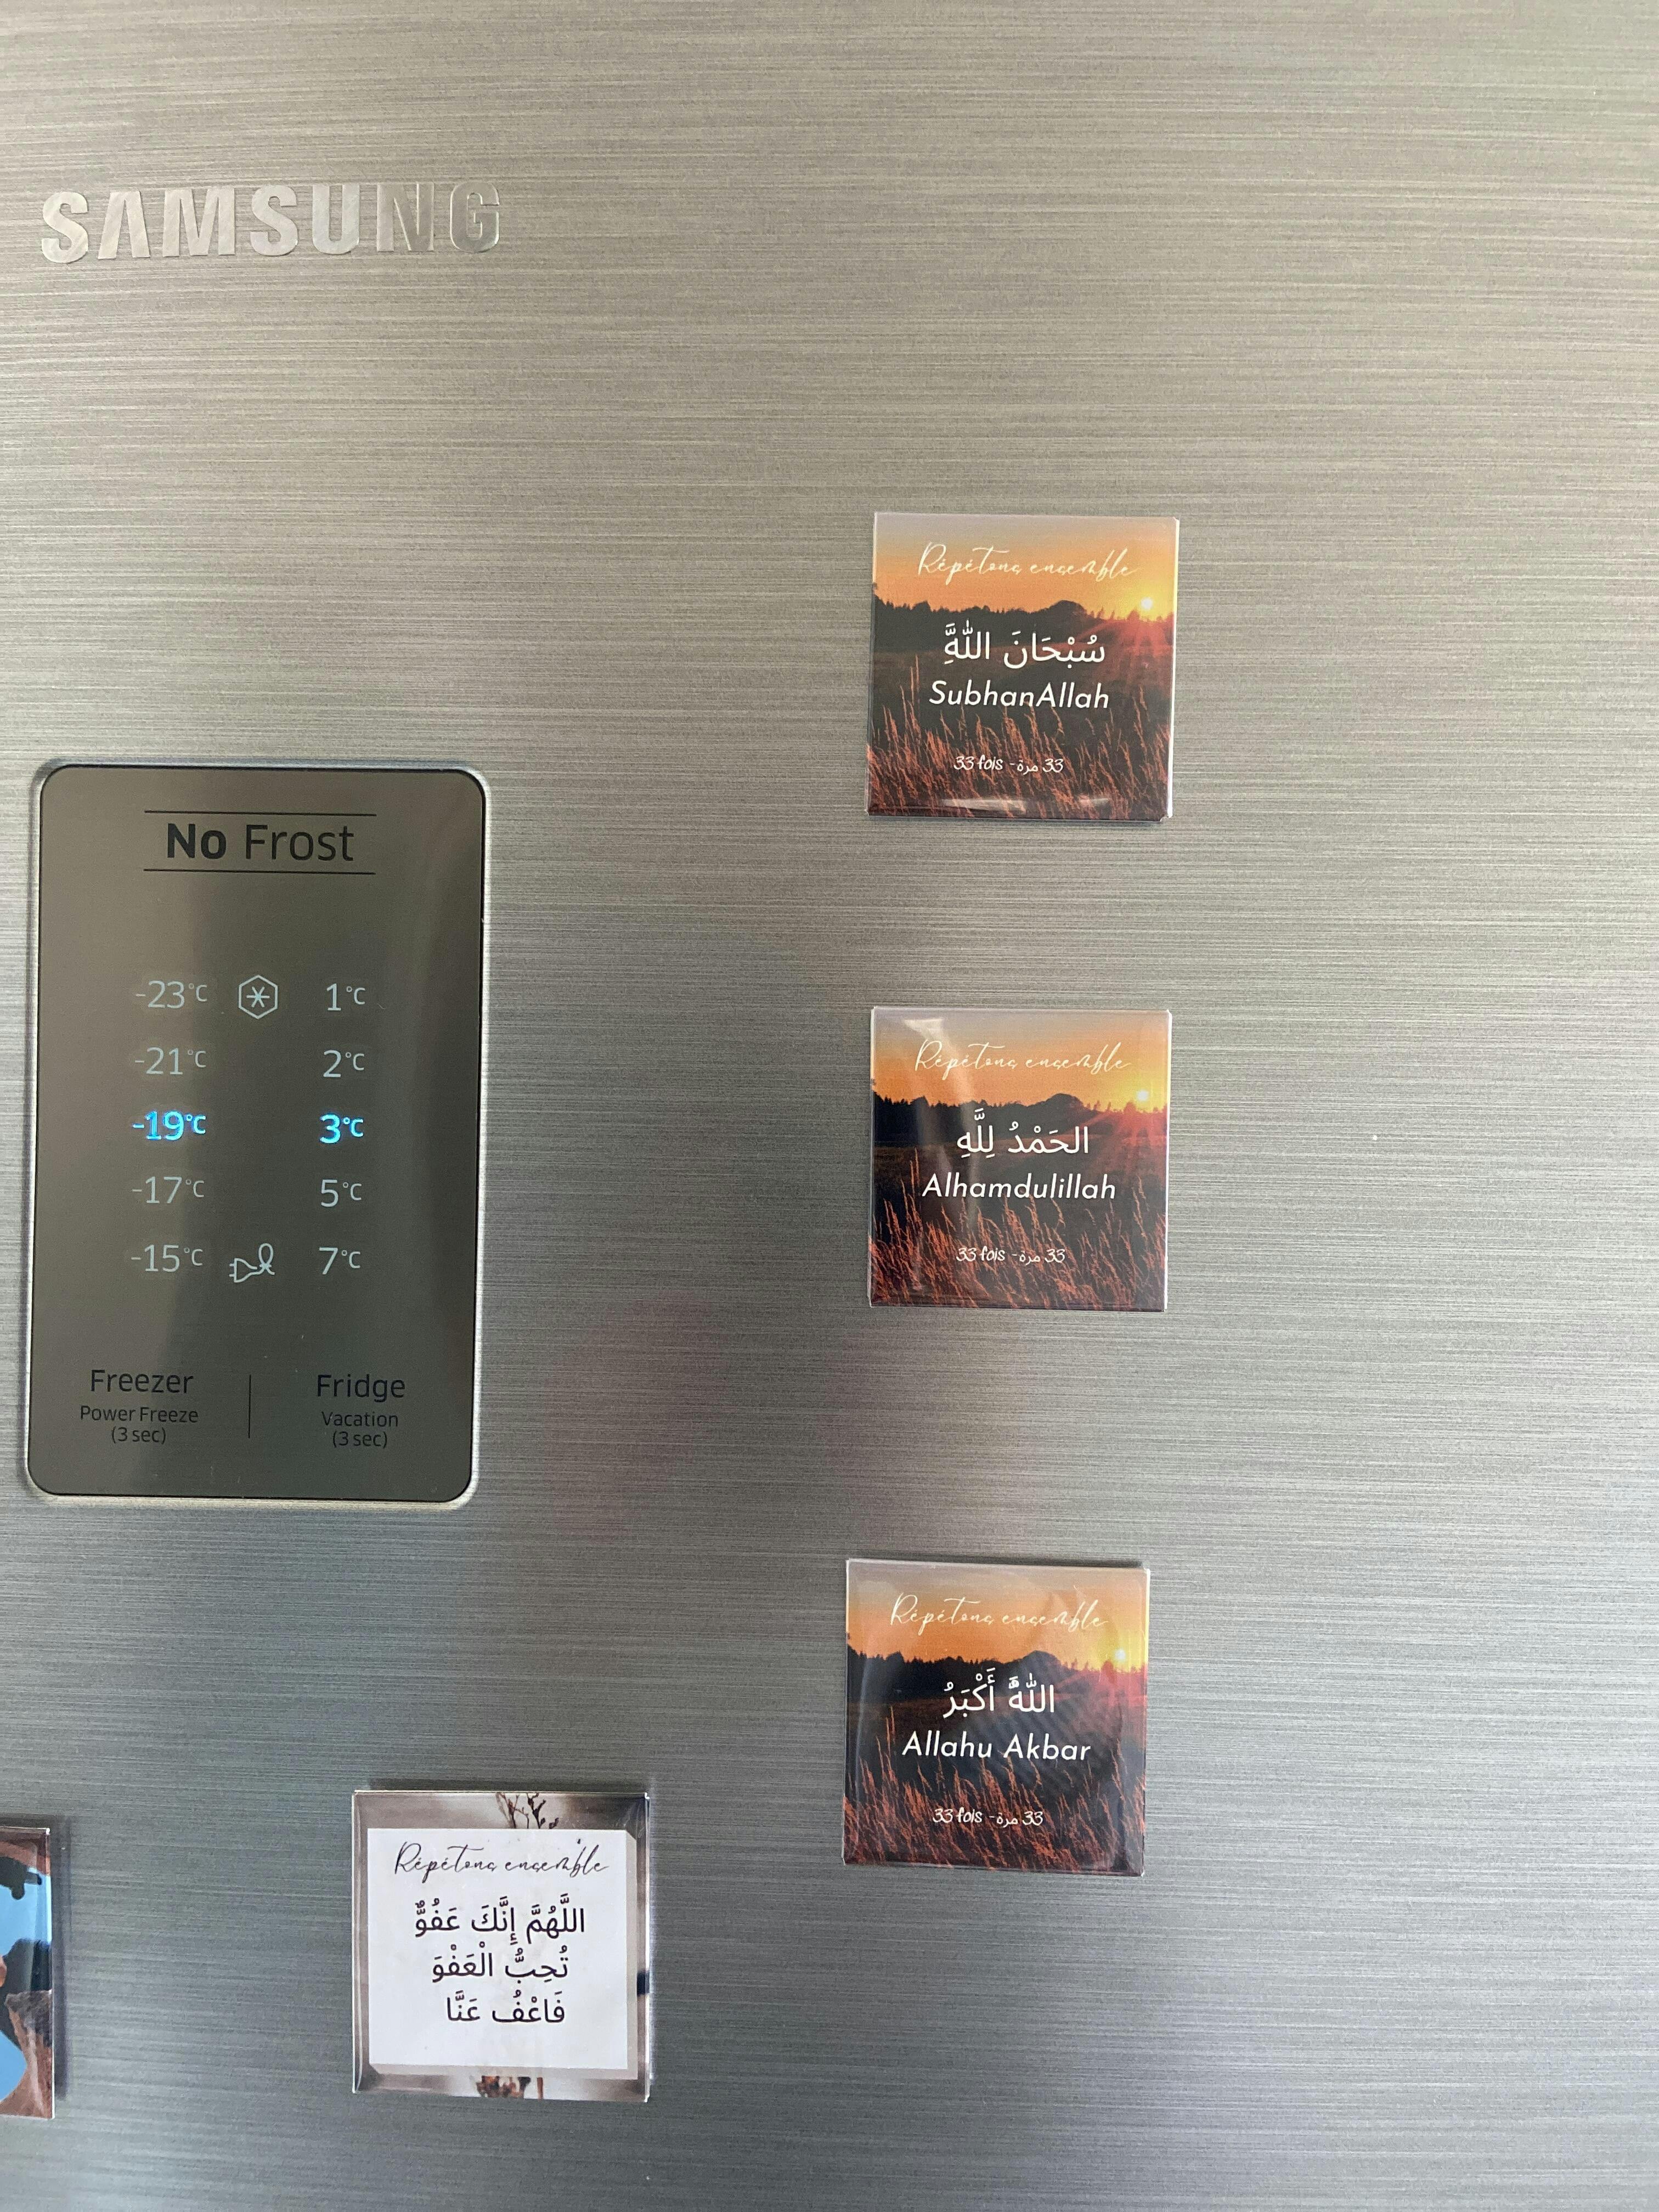 SAMSUNG
No Frost
-23°C 1°C
-21°C 2°C
-19°C 3°C
-17°C 5°C
-15°C 7°C
Freezer
Power Freeze
(3 sec)
Fridge
Vacation
(3 sec)
Répétons ensemble
سُبْحَانَ اللَّهِ
SubhanAllah
33 fois - مرة 33
Répétons ensemble
الحَمْدُ لِلَّهِ
Alhamdulillah
33 fois - مرة 33
Répétons ensemble
اللَّهُ أَكْبَرُ
Allahu Akbar
33 fois - مرة 33
Répétons ensemble
اللَّهُمَّ إِنَّكَ عَفُوٌّ
تُحِبُّ الْعَفْوَ
فَاعْفُ عَنَّا